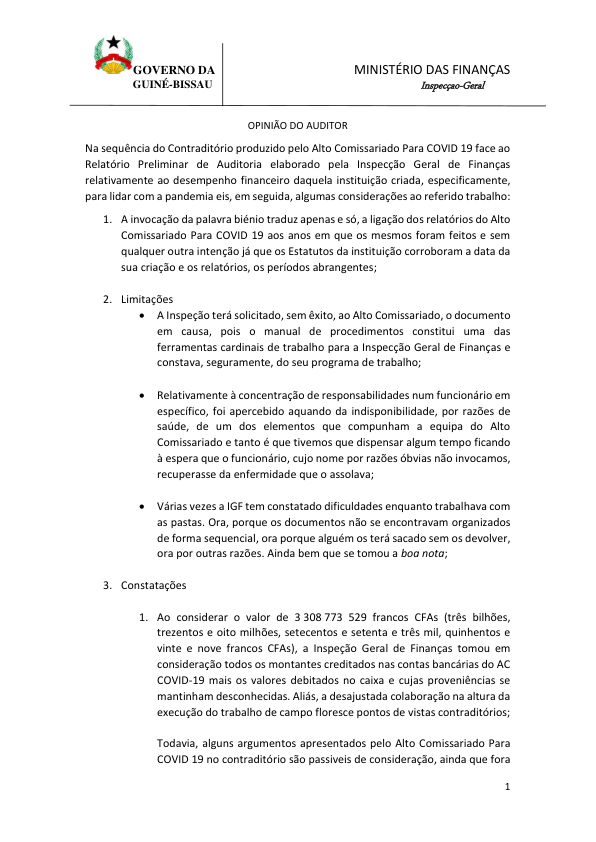 GOVERNO DA
GUINÉ-BISSAU
MINISTÉRIO DAS FINANÇAS
Inspecçao-Geral
OPINIÃO DO AUDITOR
Na sequência do Contraditório produzido pelo Alto Comissariado Para COVID 19 face ao
Relatório Preliminar de Auditoria elaborado pela Inspecção Geral de Finanças
relativamente ao desempenho financeiro daquela instituição criada, especificamente,
para lidar com a pandemia eis, em seguida, algumas considerações ao referido trabalho:
1. A invocação da palavra biénio traduz apenas e só, a ligação dos relatórios do Alto
Comissariado Para COVID 19 aos anos em que os mesmos foram feitos e sem
qualquer outra intenção já que os Estatutos da instituição corroboram a data da
sua criação e os relatórios, os períodos abrangentes;
2. Limitações
• A Inspeção terá solicitado, sem êxito, ao Alto Comissariado, o documento
em causa, pois o manual de procedimentos constitui uma das
ferramentas cardinais de trabalho para a Inspecção Geral de Finanças e
constava, seguramente, do seu programa de trabalho;
• Relativamente à concentração de responsabilidades num funcionário em
específico, foi apercebido aquando da indisponibilidade, por razões de
saúde, de um dos elementos que compunham a equipa do Alto
Comissariado e tanto é que tivemos que dispensar algum tempo ficando
à espera que o funcionário, cujo nome por razões óbvias não invocamos,
recuperasse da enfermidade que o assolava;
• Várias vezes a IGF tem constatado dificuldades enquanto trabalhava com
as pastas. Ora, porque os documentos não se encontravam organizados
de forma sequencial, ora porque alguém os terá sacado sem os devolver,
ora por outras razões. Ainda bem que se tomou a boa nota;
3. Constatações
1. Ao considerar o valor de 3 308 773 529 francos CFAs (três bilhões,
trezentos e oito milhões, setecentos e setenta e três mil, quinhentos e
vinte e nove francos CFAs), a Inspeção Geral de Finanças tomou em
consideração todos os montantes creditados nas contas bancárias do AC
COVID-19 mais os valores debitados no caixa e cujas proveniências se
mantinham desconhecidas. Aliás, a desajustada colaboração na altura da
execução do trabalho de campo floresce pontos de vistas contraditórios;
Todavia, alguns argumentos apresentados pelo Alto Comissariado Para
COVID 19 no contraditório são passiveis de consideração, ainda que fora
1